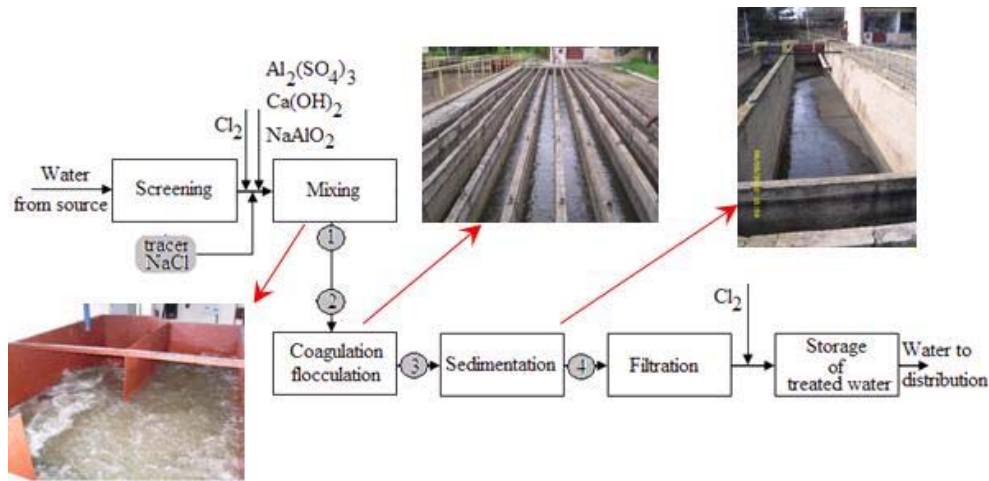 Al2(SO4)3
Ca(OH)2
Cl2
NaAlO2
Water
from source
Screening
Mixing
tracer
NaCl
1
2
Cl2
Coagulation
flocculation
3
Sedimentation
4
Filtration
Storage
of
treated water
Water to
distribution